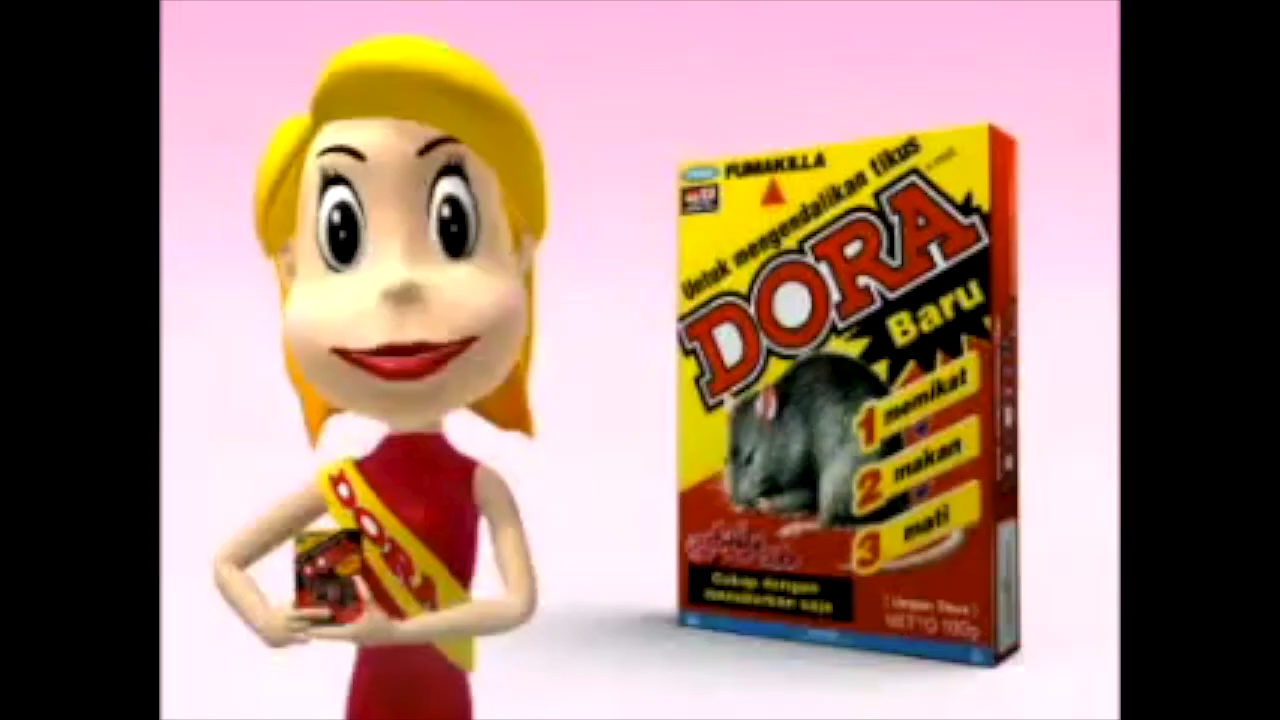 FUMAKILLA
Untuk mengendalikan tikus
DORA
Baru
1 memikat
2 makan
3 mati
Cukup dengan
menaburkan saja
( Umpan Tikus )
NETTO 100g
DORA